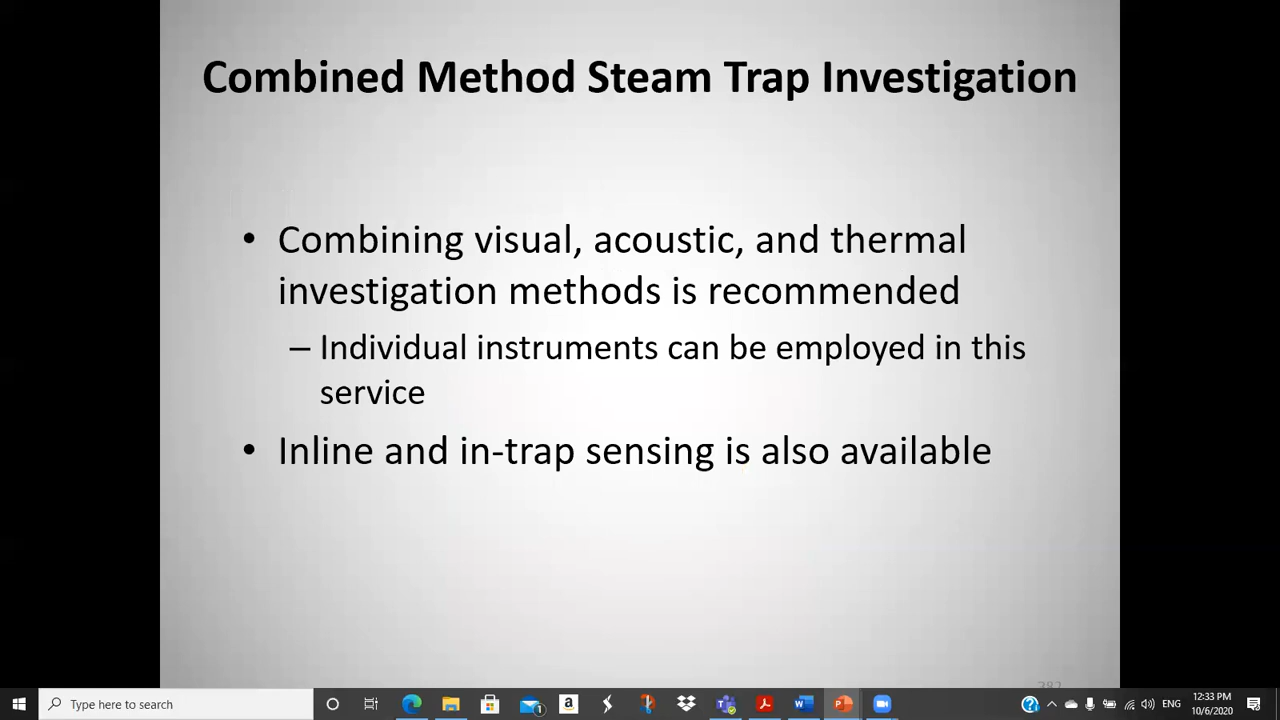 Combined Method Steam Trap Investigation
• Combining visual, acoustic, and thermal
investigation methods is recommended
– Individual instruments can be employed in this
service
• Inline and in-trap sensing is also available
Type here to search
ENG
12:33 PM
10/6/2020